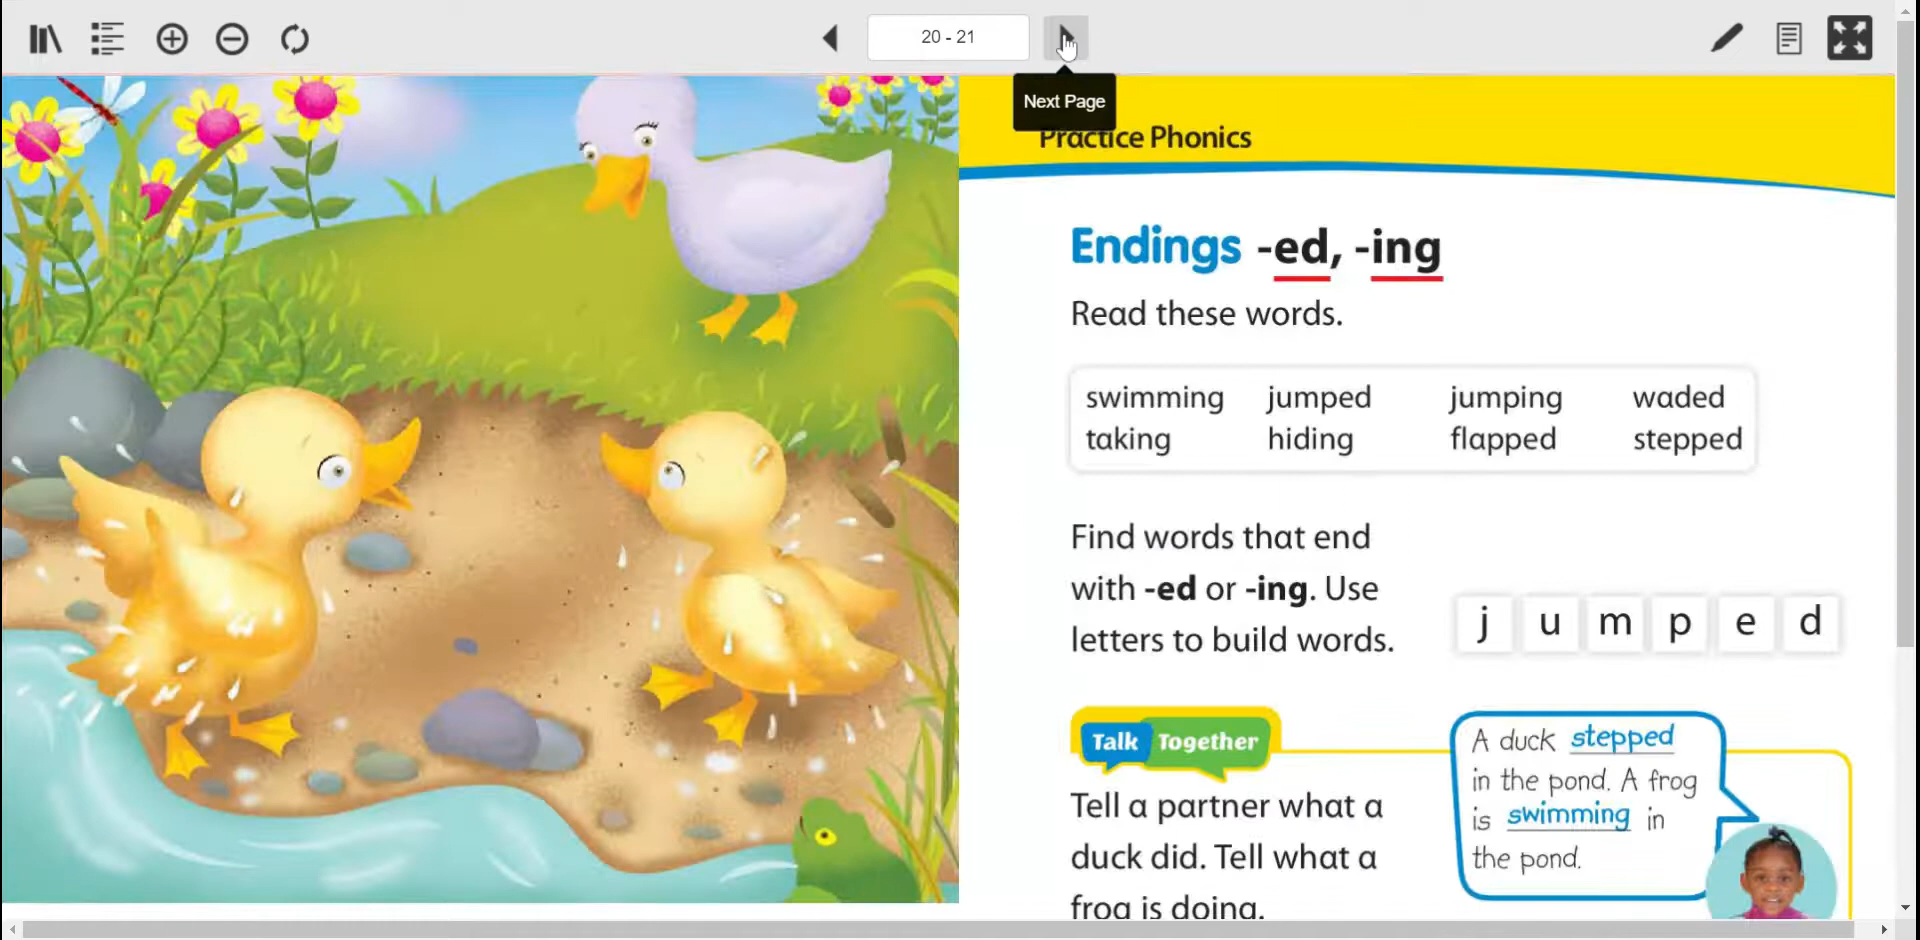 20 - 21
Next Page
Practice Phonics
Endings -ed, -ing
Read these words.
swimming jumped jumping waded
taking hiding flapped stepped
Find words that end
with -ed or -ing. Use
letters to build words.
j u m p e d
Talk Together
Tell a partner what a
duck did. Tell what a
frog is doing.
A duck stepped
in the pond. A frog
is swimming in
the pond.